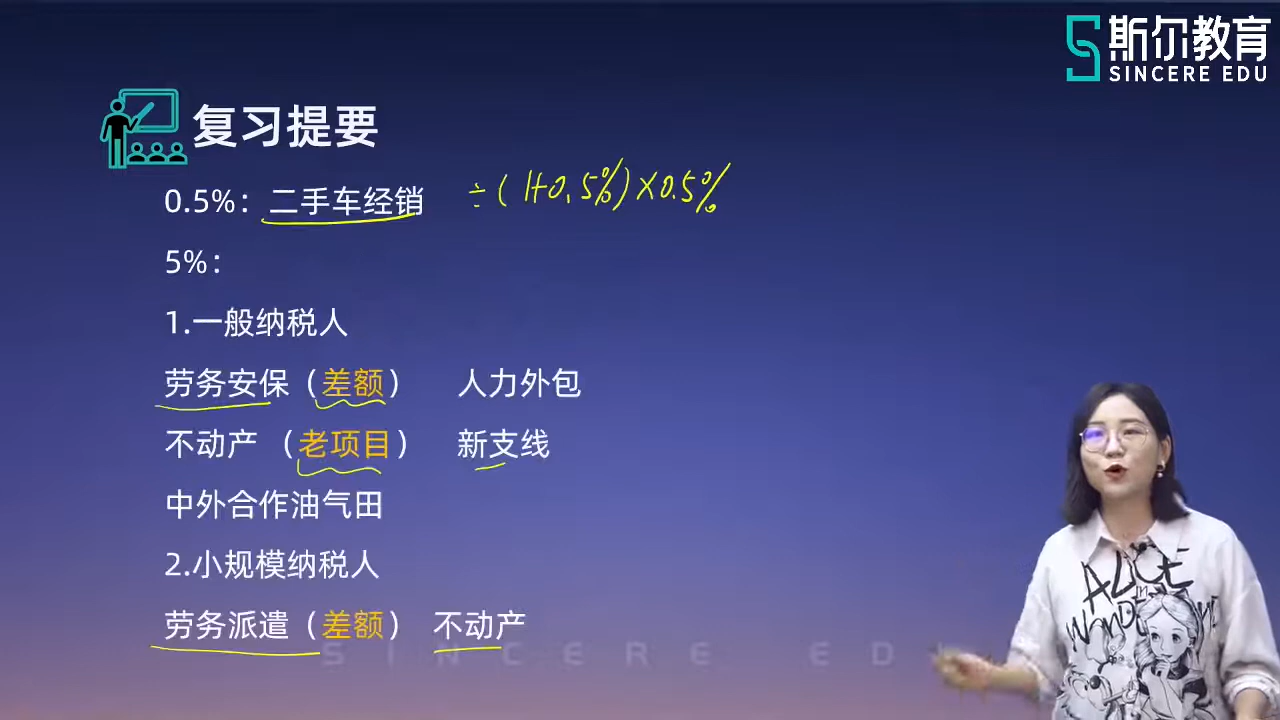 斯尔教育
SINCERE EDU
复习提要
0.5%：二手车经销 ÷(1+0.5%)×0.5%
5%：
1.一般纳税人
劳务安保（差额） 人力外包
不动产（老项目） 新支线
中外合作油气田
2.小规模纳税人
劳务派遣（差额） 不动产
SINCERE ED
ALICE